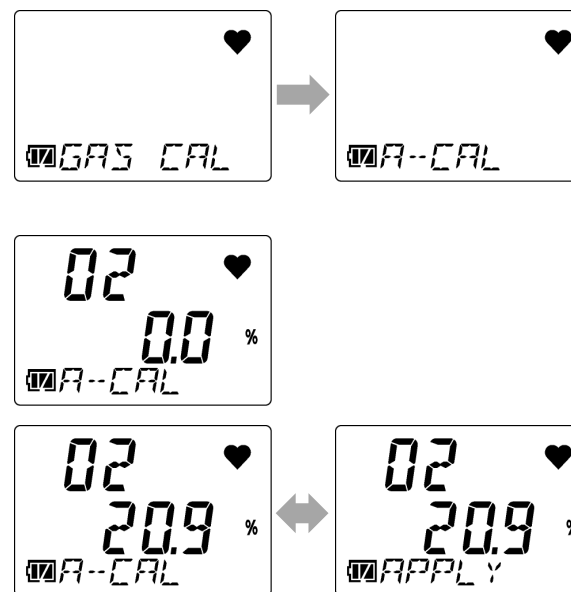 GAS CAL
A--CAL
O2
0.0 %
A--CAL
O2
20.9 %
A--CAL
O2
20.9 %
APPLY